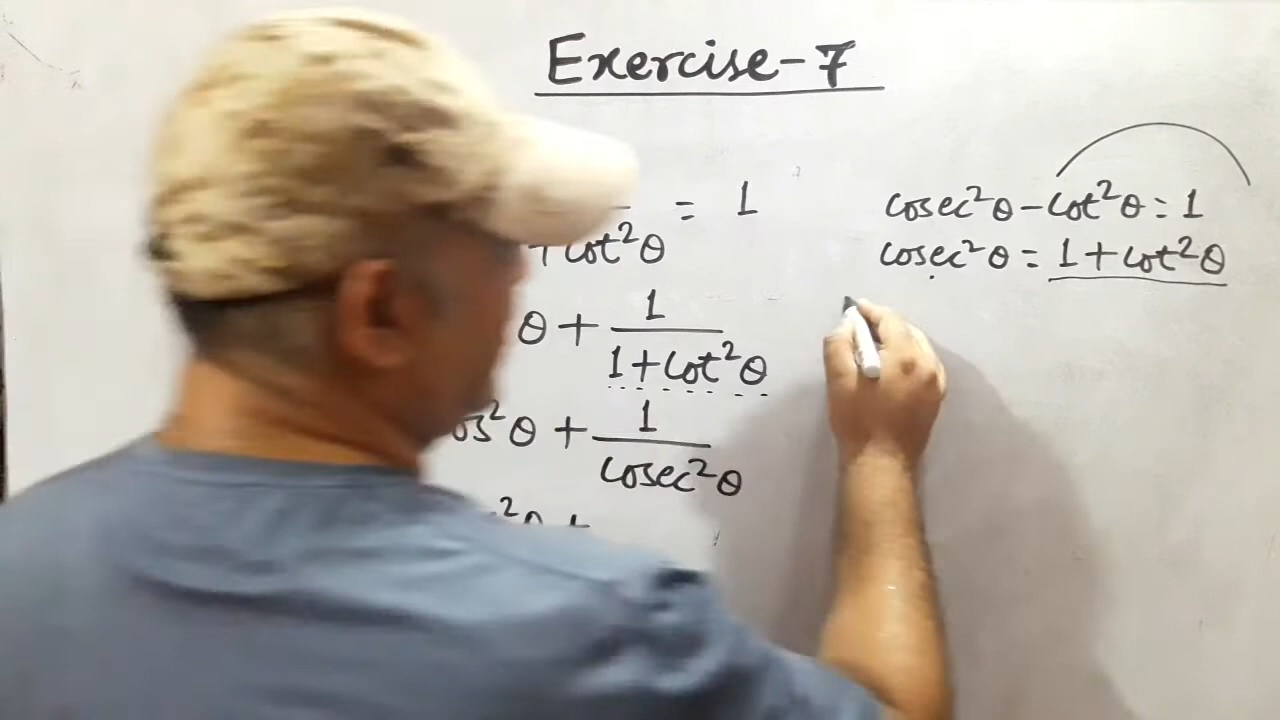 Exercise-7
= 1
+cot²θ
cosec²θ-cot²θ=1
cosec²θ = 1+cot²θ
θ + 1/(1+cot²θ)
os²θ + 1/cosec²θ
²θ +